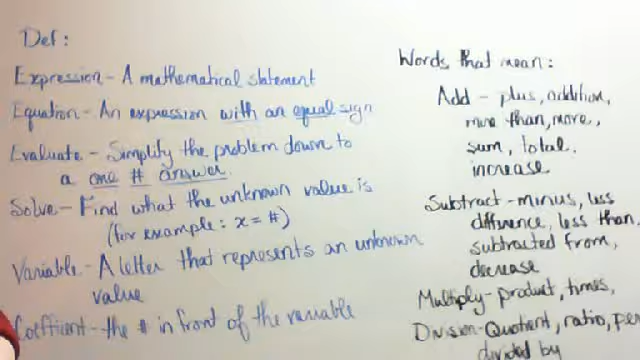 Def:
Expression - A mathematical statement
Equation - An expression with an equal sign
Evaluate - Simplify the problem down to
a one # answer.
Solve - Find what the unknown value is
(for example: x = #)
Variable - A letter that represents an unknown
value
Coefficient - the # in front of the variable
Words that mean:
Add - plus, addition,
more than, more,
sum, total,
increase
Subtract - minus, less
difference, less than,
subtracted from,
decrease
Multiply - product, times,
Division - Quotient, ratio, per
divided by